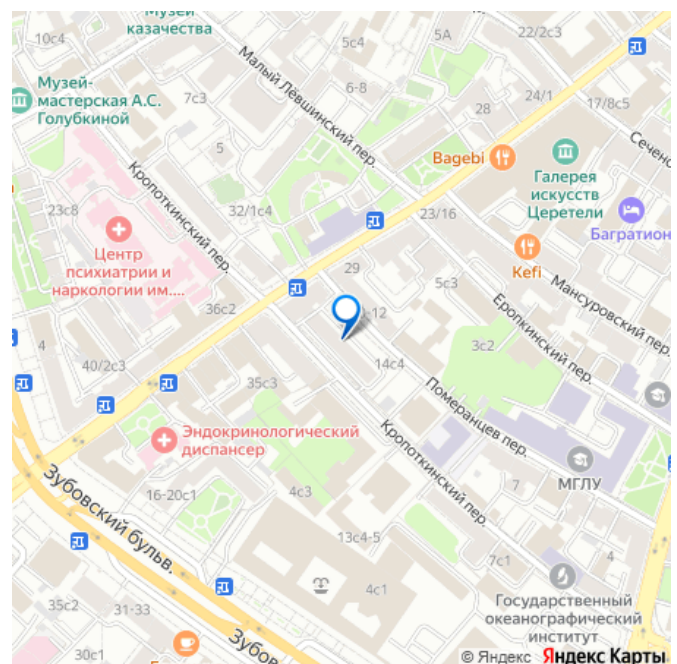 Музей
казачества
10с4
5с4
5А
22/2с3
Малый Лёвшинский пер.
Музей-
мастерская А.С.
Голубкиной
7с3
6-8
28
24/1
17/8с5
Сечено
5
Bagebi
Галерея
искусств
Церетели
Кропоткинский пер.
23с8
32/1с4
23/16
Багратион
Центр
психиатрии и
наркологии им....
Kefi
29
5с3
36с2
Мансуровский пер.
Еропкинский пер.
с-12
4
3с2
40/2с3
14с4
35с3
Померанцев пер.
Эндокринологический
диспансер
Кропоткинский пер.
МГЛУ
Зубовский бульв.
16-20с1
4с3
7
13с4-5
7с1
4
4с1
Государственный
океанографический
институт
35с2
31-33
30с1
Зубов
© Яндекс Яндекс Карты